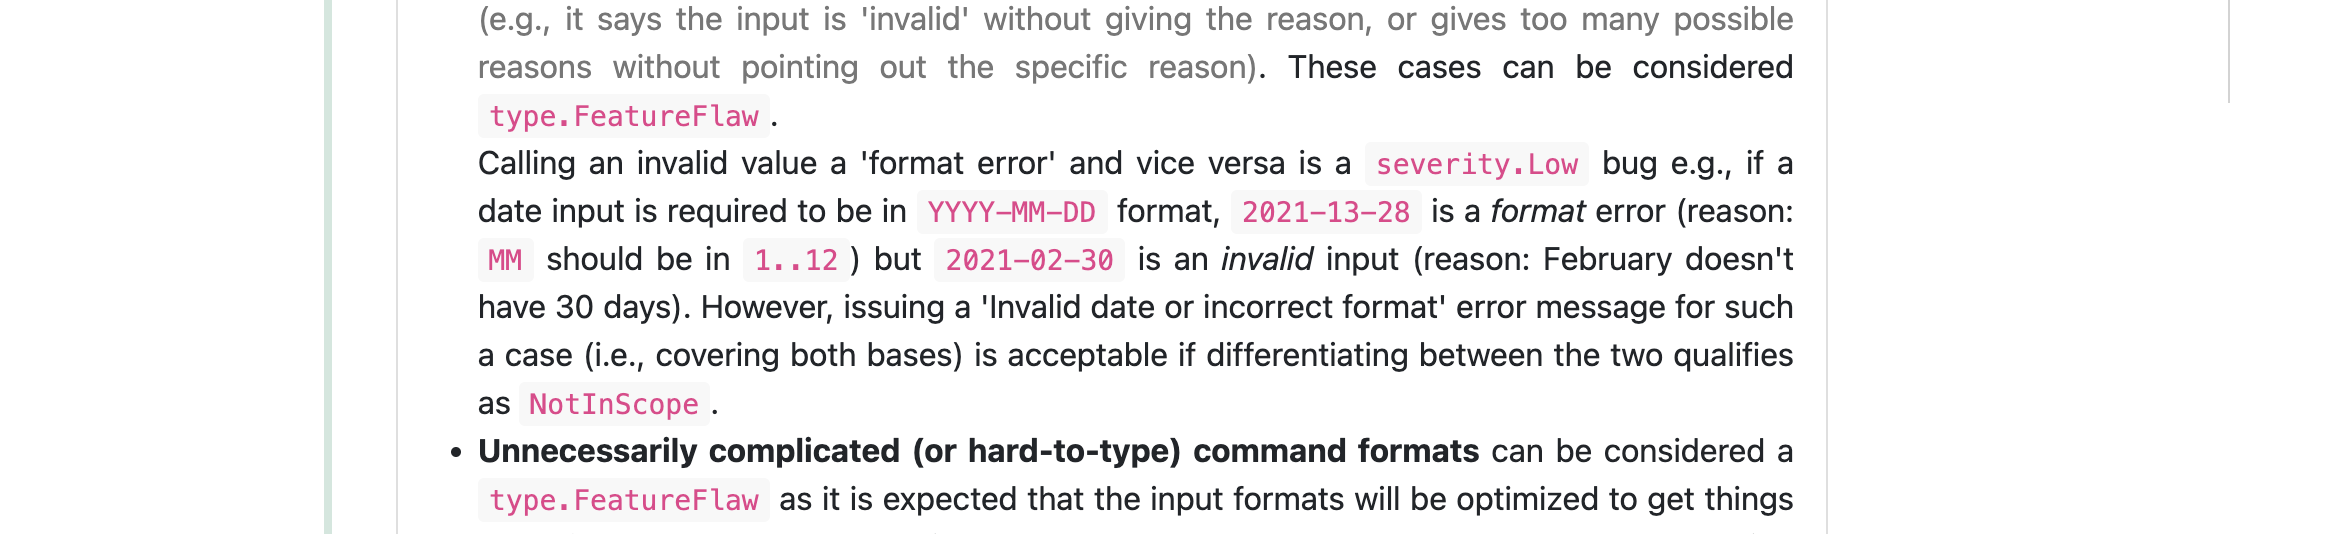 (e.g., it says the input is 'invalid' without giving the reason, or gives too many possible
reasons without pointing out the specific reason). These cases can be considered
type.FeatureFlaw .
Calling an invalid value a 'format error' and vice versa is a severity.Low bug e.g., if a
date input is required to be in YYYY-MM-DD format, 2021-13-28 is a format error (reason:
MM should be in 1..12 ) but 2021-02-30 is an invalid input (reason: February doesn't
have 30 days). However, issuing a 'Invalid date or incorrect format' error message for such
a case (i.e., covering both bases) is acceptable if differentiating between the two qualifies
as NotInScope .
• Unnecessarily complicated (or hard-to-type) command formats can be considered a
type.FeatureFlaw as it is expected that the input formats will be optimized to get things